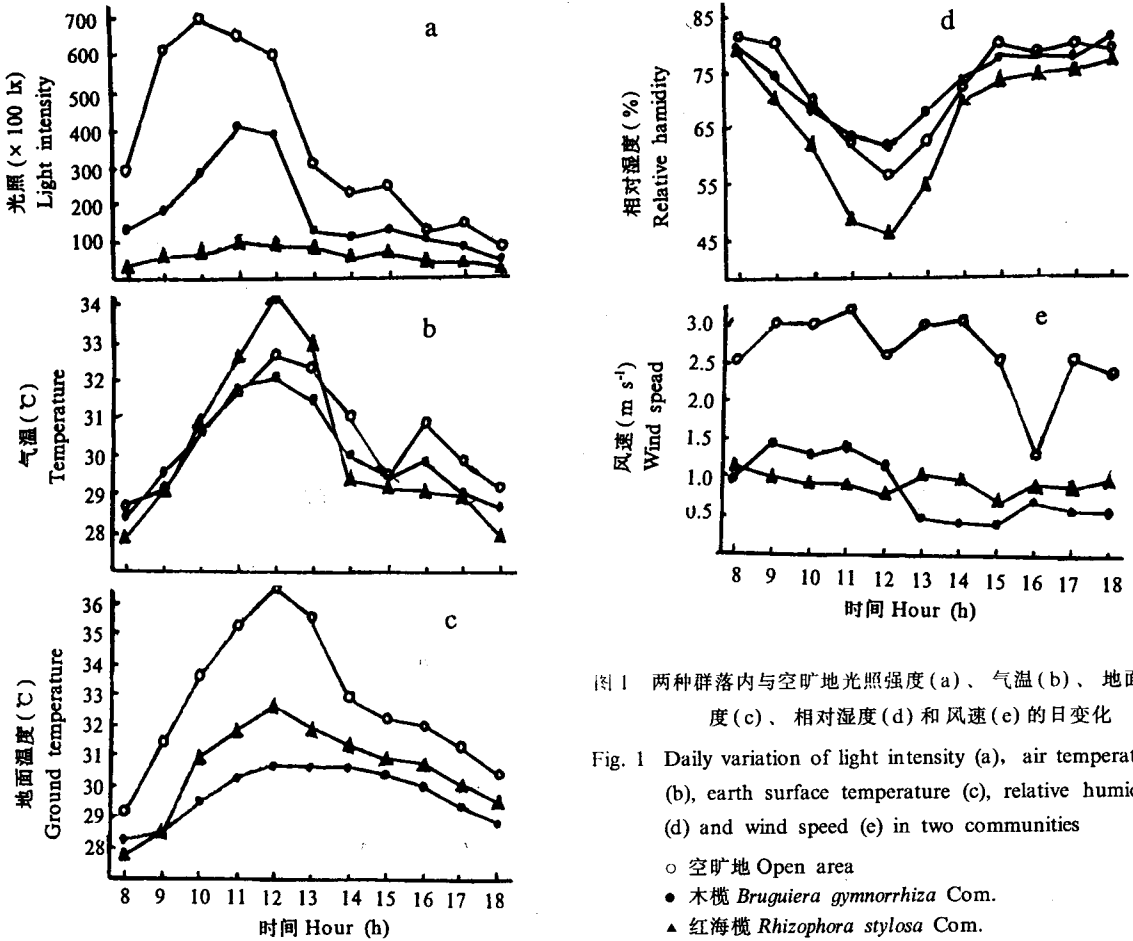 a
700
600
500
400
300
200
100
光照(× 100 lx)
Light intensity
b
34
33
32
31
30
29
28
气温(℃)
Temperature
c
36
35
34
33
32
31
30
29
28
地面温度(℃)
Ground temperature
8 9 10 11 12 13 14 15 16 17 18
时间 Hour (h)
d
85
75
65
55
45
相对湿度(%)
Relative hamidity
e
3.0
2.5
2.0
1.5
1.0
0.5
风速(m s⁻¹)
Wind spead
8 9 10 11 12 13 14 15 16 17 18
时间 Hour (h)
图 1 两种群落内与空旷地光照强度(a)、气温(b)、地面
度(c)、相对湿度(d)和风速(e)的日变化
Fig. 1 Daily variation of light intensity (a), air temperat
(b), earth surface temperature (c), relative humic
(d) and wind speed (e) in two communities
○ 空旷地 Open area
● 木榄 Bruguiera gymnorrhiza Com.
▲ 红海榄 Rhizophora stylosa Com.